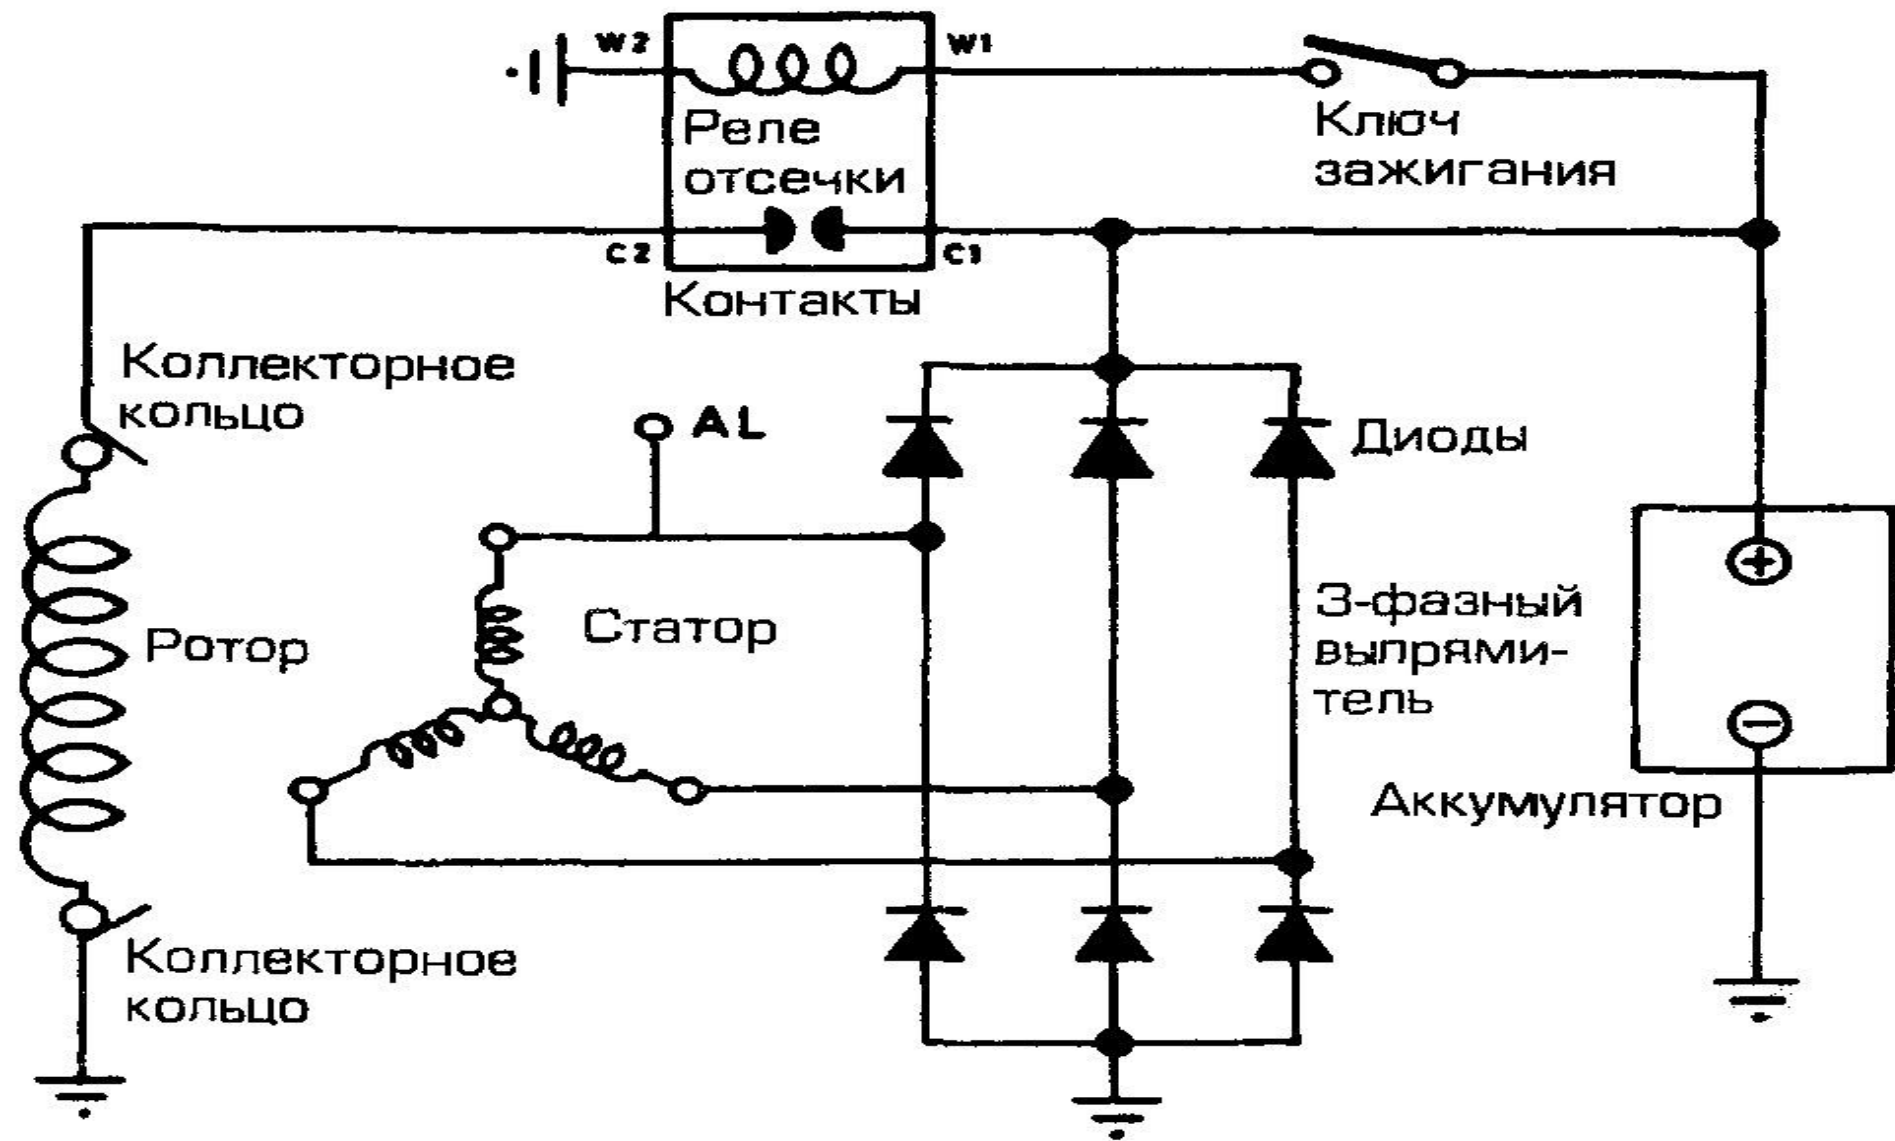 W2
W1
Реле
отсечки
Ключ
зажигания
C2
C1
Контакты
Коллекторное
кольцо
AL
Диоды
Ротор
Статор
3-фазный
выпрями-
тель
+
−
Аккумулятор
Коллекторное
кольцо